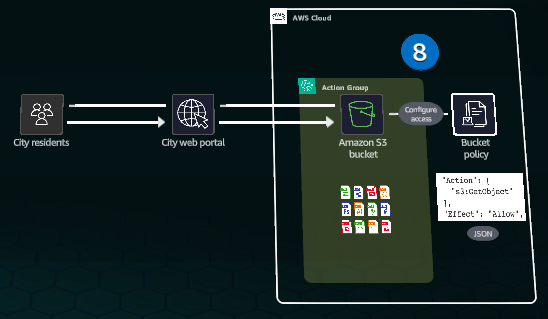 aws
AWS Cloud
8
Action Group
Configure
access
City residents
City web portal
Amazon S3
bucket
Bucket
policy
"Action": [
"s3:GetObject"
],
"Effect": "Allow",
JSON